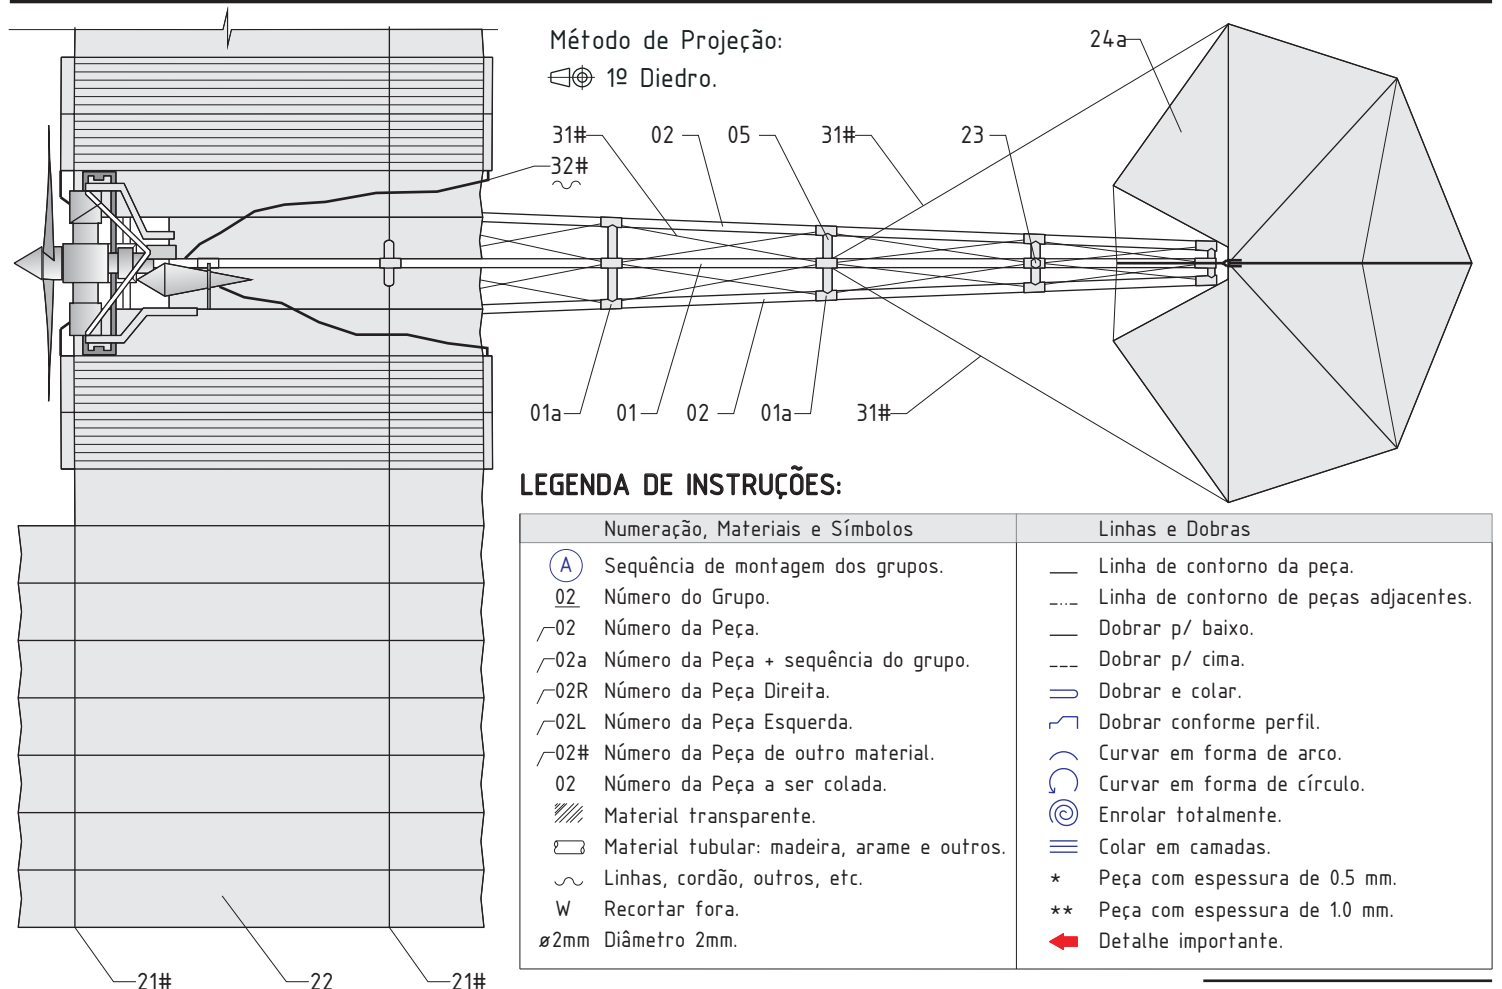 Método de Projeção:
1º Diedro.
24a
31# 02 05 31# 23
32#
01a 01 02 01a 31#
LEGENDA DE INSTRUÇÕES:
Numeração, Materiais e Símbolos
A Sequência de montagem dos grupos.
02 Número do Grupo.
02 Número da Peça.
02a Número da Peça + sequência do grupo.
02R Número da Peça Direita.
02L Número da Peça Esquerda.
02# Número da Peça de outro material.
02 Número da Peça a ser colada.
Material transparente.
Material tubular: madeira, arame e outros.
Linhas, cordão, outros, etc.
W Recortar fora.
ø2mm Diâmetro 2mm.
Linhas e Dobras
Linha de contorno da peça.
Linha de contorno de peças adjacentes.
Dobrar p/ baixo.
Dobrar p/ cima.
Dobrar e colar.
Dobrar conforme perfil.
Curvar em forma de arco.
Curvar em forma de círculo.
Enrolar totalmente.
Colar em camadas.
* Peça com espessura de 0.5 mm.
** Peça com espessura de 1.0 mm.
Detalhe importante.
21# 22 21#